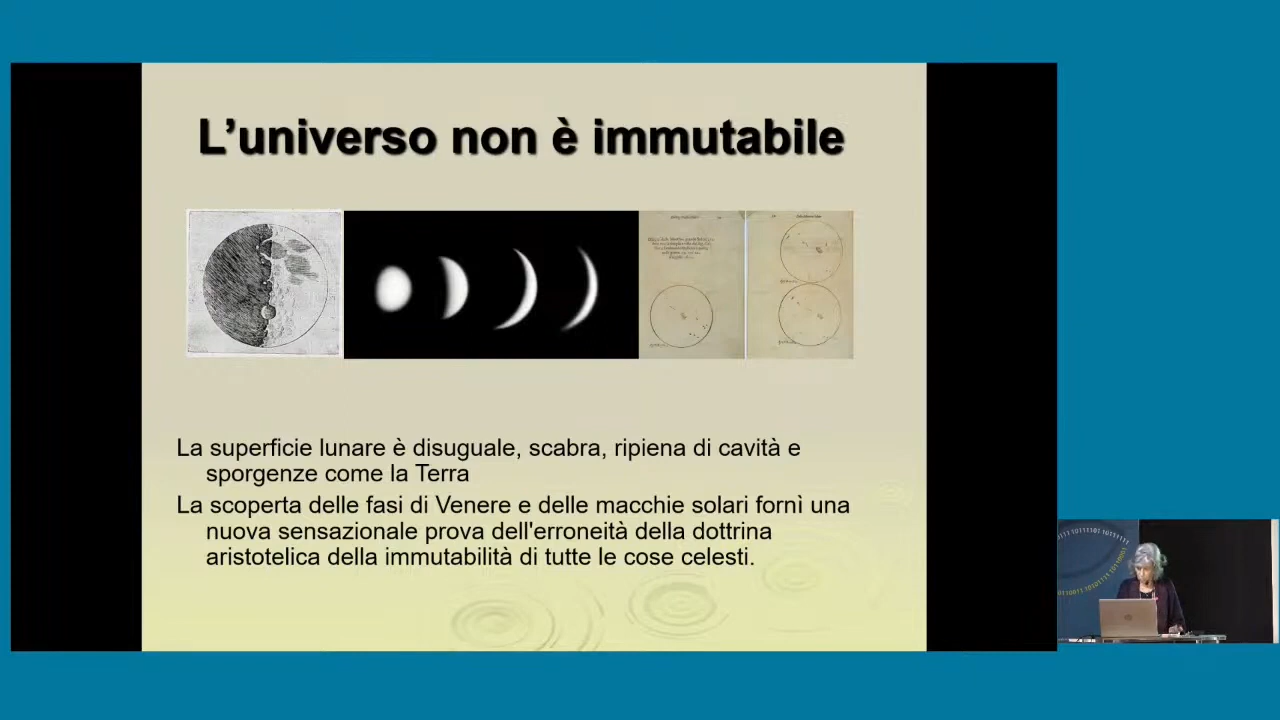 L'universo non è immutabile
La superficie lunare è disuguale, scabra, ripiena di cavità e
sporgenze come la Terra
La scoperta delle fasi di Venere e delle macchie solari fornì una
nuova sensazionale prova dell'erroneità della dottrina
aristotelica della immutabilità di tutte le cose celesti.